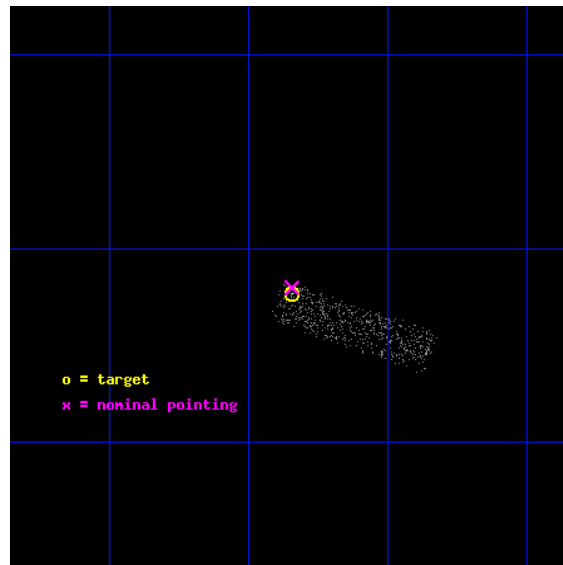 o = target
x = nominal pointing